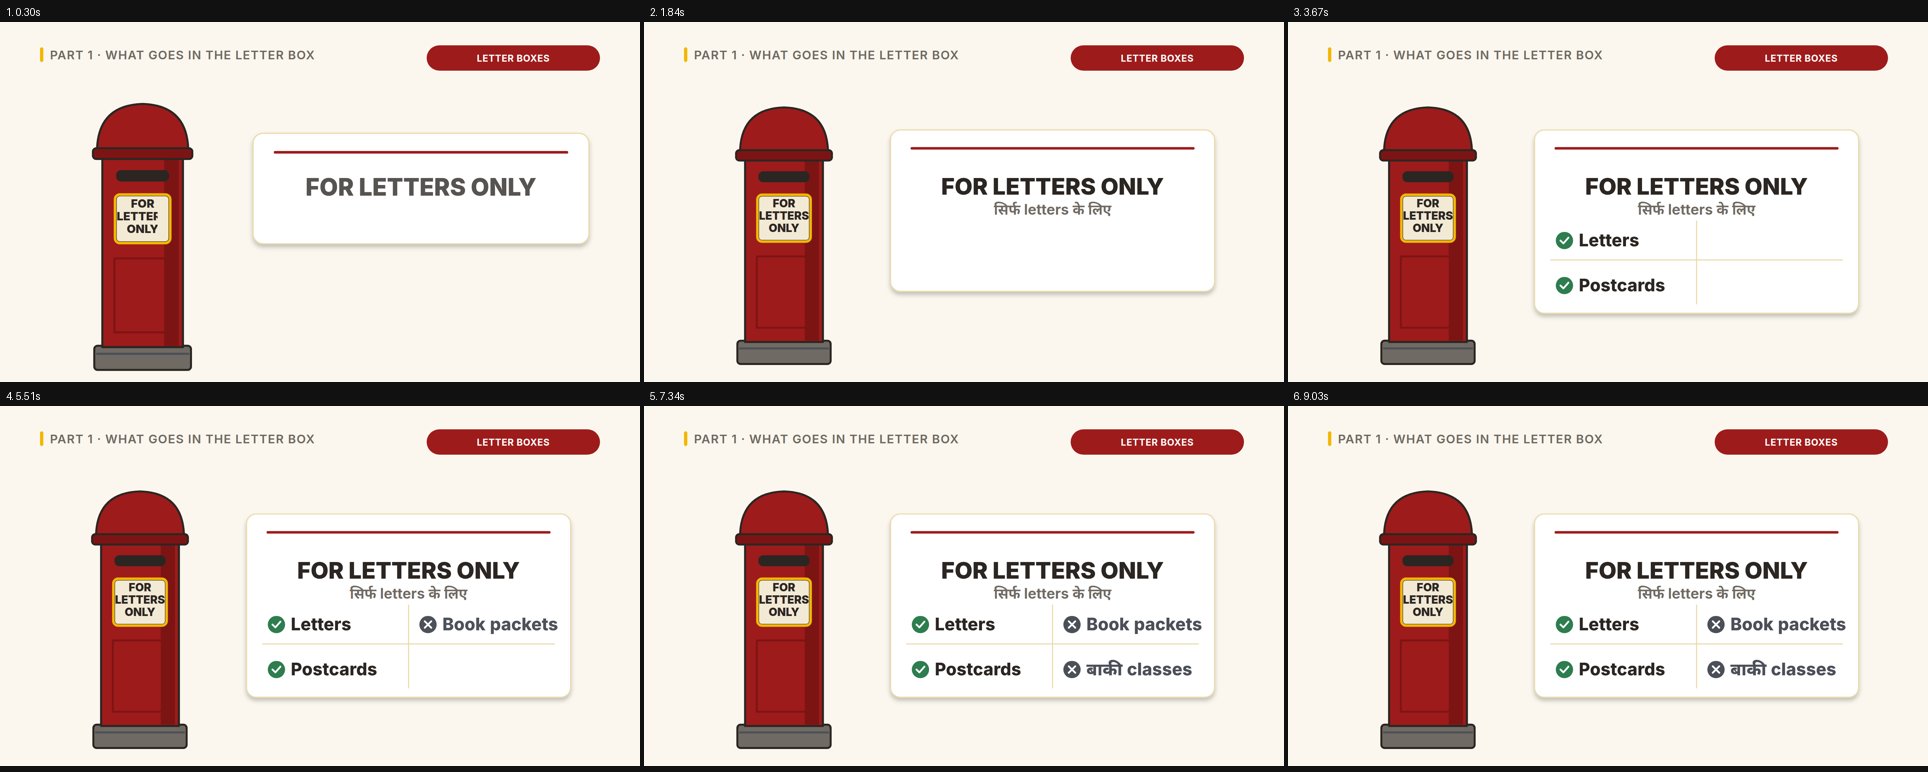 1. 0.30s
PART 1 · WHAT GOES IN THE LETTER BOX
LETTER BOXES
FOR
LETTER
ONLY
FOR LETTERS ONLY
2. 1.84s
PART 1 · WHAT GOES IN THE LETTER BOX
LETTER BOXES
FOR
LETTERS
ONLY
FOR LETTERS ONLY
सिर्फ letters के लिए
3. 3.67s
PART 1 · WHAT GOES IN THE LETTER BOX
LETTER BOXES
FOR
LETTERS
ONLY
FOR LETTERS ONLY
सिर्फ letters के लिए
Letters
Postcards
4. 5.51s
PART 1 · WHAT GOES IN THE LETTER BOX
LETTER BOXES
FOR
LETTERS
ONLY
FOR LETTERS ONLY
सिर्फ letters के लिए
Letters
Book packets
Postcards
5. 7.34s
PART 1 · WHAT GOES IN THE LETTER BOX
LETTER BOXES
FOR
LETTERS
ONLY
FOR LETTERS ONLY
सिर्फ letters के लिए
Letters
Book packets
Postcards
बाकी classes
6. 9.03s
PART 1 · WHAT GOES IN THE LETTER BOX
LETTER BOXES
FOR
LETTERS
ONLY
FOR LETTERS ONLY
सिर्फ letters के लिए
Letters
Book packets
Postcards
बाकी classes